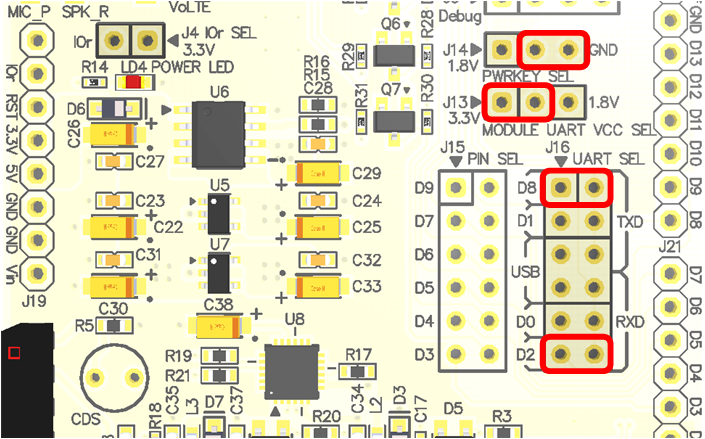 MIC_P SPK_R
VoLTE
IOr
J4 IOr SEL
3.3V
R14
LD4 POWER LED
IOr
RST
3.3V
5V
GND
GND
Vin
J19
D6
C26
U6
R16
R15
C28
C27
C29
C23
U5
C24
C22
C25
C31
U7
C32
C33
C30
R5
C38
U8
R19
R21
R17
CDS
R18
C35
L3
D7
C37
R20
C34
L2
D3
C17
D5
R3
Q6
R28
R29
Q7
R30
R31
Debug
J14
1.8V
GND
PWRKEY SEL
J13
3.3V
1.8V
MODULE UART VCC SEL
J15
PIN SEL
J16
UART SEL
D9
D7
D6
D5
D4
D3
D8
D1
USB
D0
D2
TXD
RXD
GND
D13
D12
D11
D10
D9
D8
J21
D7
D6
D5
D4
D3